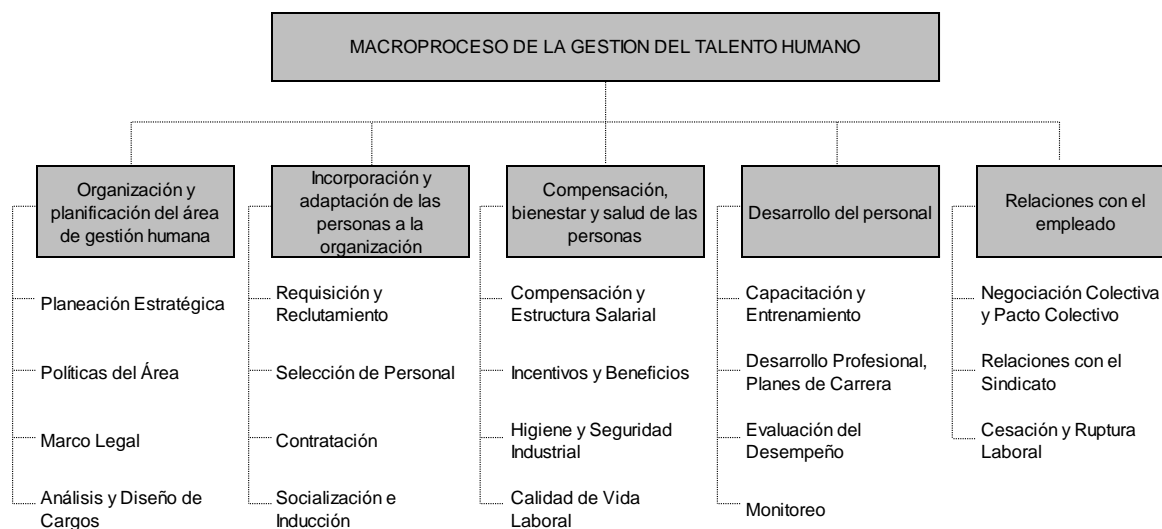 MACROPROCESO DE LA GESTION DEL TALENTO HUMANO
Organización y
planificación del área
de gestión humana
Planeación Estratégica
Políticas del Área
Marco Legal
Análisis y Diseño de
Cargos
Incorporación y
adaptación de las
personas a la
organización
Requisición y
Reclutamiento
Selección de Personal
Contratación
Socialización e
Inducción
Compensación,
bienestar y salud de las
personas
Compensación y
Estructura Salarial
Incentivos y Beneficios
Higiene y Seguridad
Industrial
Calidad de Vida
Laboral
Desarrollo del personal
Capacitación y
Entrenamiento
Desarrollo Profesional,
Planes de Carrera
Evaluación del
Desempeño
Monitoreo
Relaciones con el
empleado
Negociación Colectiva
y Pacto Colectivo
Relaciones con el
Sindicato
Cesación y Ruptura
Laboral